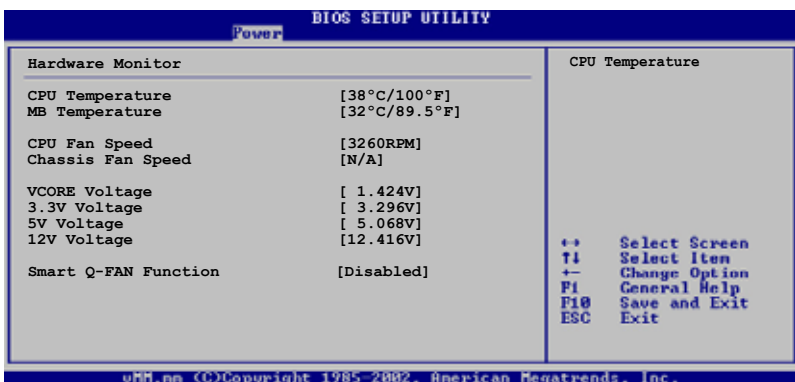 BIOS SETUP UTILITY
Power
Hardware Monitor
CPU Temperature [38°C/100°F]
MB Temperature [32°C/89.5°F]
CPU Fan Speed [3260RPM]
Chassis Fan Speed [N/A]
VCORE Voltage [ 1.424V]
3.3V Voltage [ 3.296V]
5V Voltage [ 5.068V]
12V Voltage [12.416V]
Smart Q-FAN Function [Disabled]
CPU Temperature
←→ Select Screen
↑↓ Select Item
+- Change Option
F1 General Help
F10 Save and Exit
ESC Exit
(C)Copyright 1985-2002, American Megatrends, Inc.